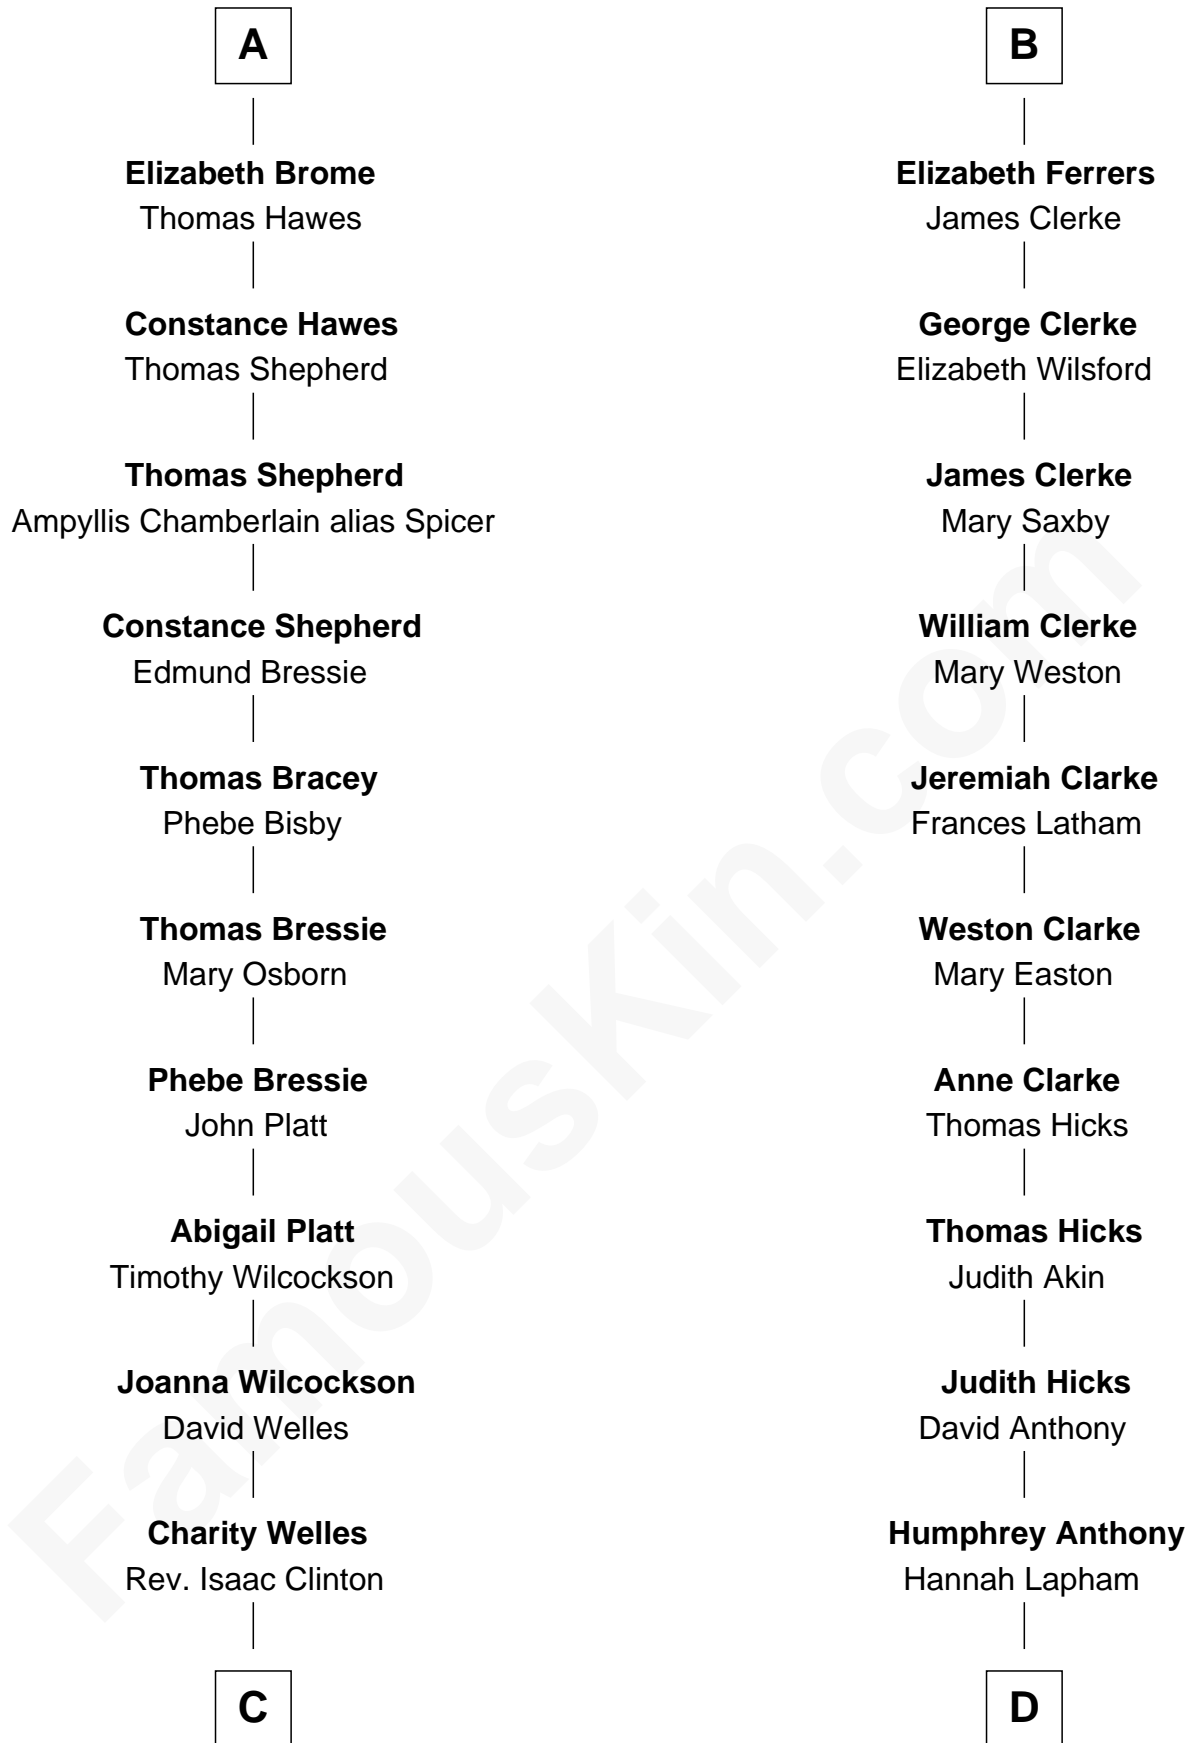 A
Elizabeth Brome
Thomas Hawes
Constance Hawes
Thomas Shepherd
Thomas Shepherd
Ampyllis Chamberlain alias Spicer
Constance Shepherd
Edmund Bressie
Thomas Bracey
Phebe Bisby
Thomas Bressie
Mary Osborn
Phebe Bressie
John Platt
Abigail Platt
Timothy Wilcockson
Joanna Wilcockson
David Welles
Charity Welles
Rev. Isaac Clinton
C
B
Elizabeth Ferrers
James Clerke
George Clerke
Elizabeth Wilsford
James Clerke
Mary Saxby
William Clerke
Mary Weston
Jeremiah Clarke
Frances Latham
Weston Clarke
Mary Easton
Anne Clarke
Thomas Hicks
Thomas Hicks
Judith Akin
Judith Hicks
David Anthony
Humphrey Anthony
Hannah Lapham
D
FamousKin.com